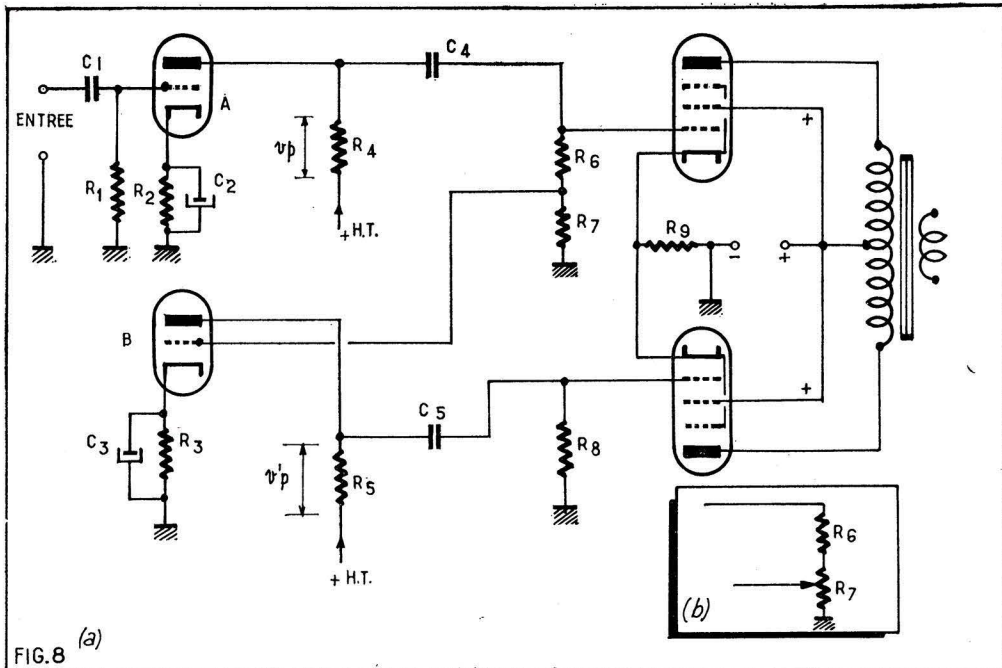 C1
ENTREE
R1
R2
C2
A
vp
R4
+ H.T.
C4
R6
R7
R9
-
+
+
+
B
C3
R3
v'p
R5
+ H.T.
C5
R8
R6
R7
(b)
(a)
FIG.8